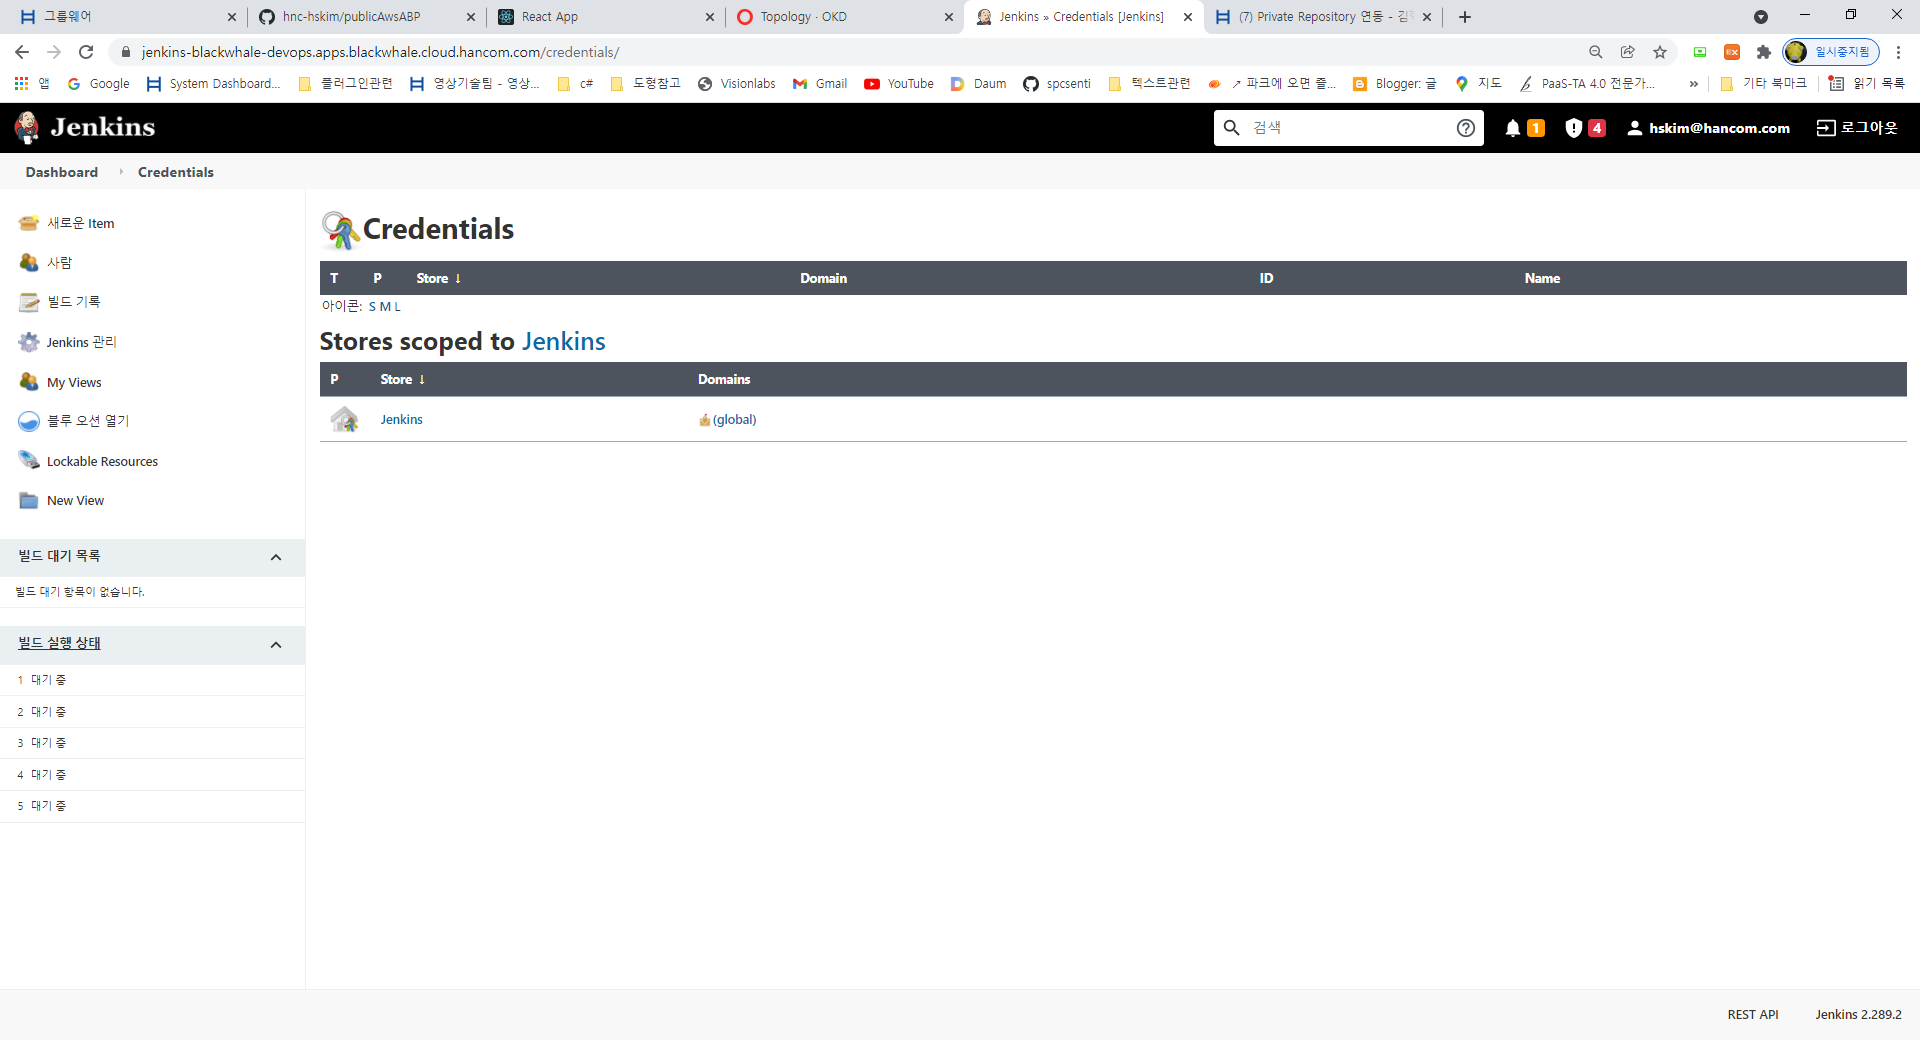 그룹웨어
hnc-hskim/publicAwsABP
React App
Topology · OKD
Jenkins » Credentials [Jenkins]
(7) Private Repository 연동 - 김
jenkins-blackwhale-devops.apps.blackwhale.cloud.hancom.com/credentials/
일시중지됨
앱
Google
System Dashboard...
플러그인관련
영상기술팀 - 영상...
c#
도형참고
Visionlabs
Gmail
YouTube
Daum
spcsenti
텍스트관련
↗ 파크에 오면 즐...
Blogger: 글
지도
PaaS-TA 4.0 전문가...
»
기타 북마크
읽기 목록
Jenkins
검색
1
4
hskim@hancom.com
로그아웃
Dashboard
Credentials
새로운 Item
사람
빌드 기록
Jenkins 관리
My Views
블루 오션 열기
Lockable Resources
New View
빌드 대기 목록
빌드 대기 항목이 없습니다.
빌드 실행 상태
1 대기 중
2 대기 중
3 대기 중
4 대기 중
5 대기 중
Credentials
T P Store ↓ Domain ID Name
아이콘: S M L
Stores scoped to Jenkins
P Store ↓ Domains
Jenkins (global)
REST API
Jenkins 2.289.2